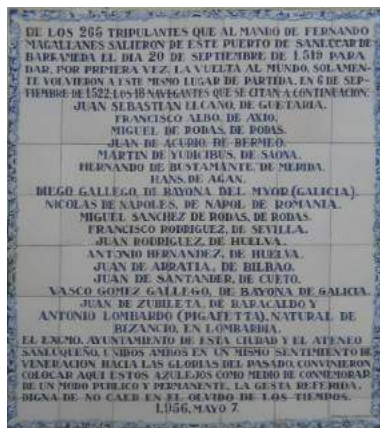 DE LOS 265 TRIPULANTES QUE AL MANDO DE FERNANDO
MAGALLANES SALIERON DE ESTE PUERTO DE SANLUCAR DE
BARRAMEDA EL DIA 20 DE SEPTIEMBRE DE 1.519 PARA
DAR, POR PRIMERA VEZ, LA VUELTA AL MUNDO, SOLAMEN-
TE VOLVIERON A ESTE MISMO LUGAR DE PARTIDA, EN 6 DE SEP-
TIEMBRE DE 1.522, LOS 18 NAVEGANTES QUE SE CITAN A CONTINUACION:
JUAN SEBASTIAN ELCANO, DE GUETARIA.
FRANCISCO ALBO, DE AXIO.
MIGUEL DE RODAS, DE RODAS.
JUAN DE ACURIO, DE BERMEO.
MARTIN DE YUDICIBUS, DE SAONA.
HERNANDO DE BUSTAMANTE, DE MERIDA.
HANS, DE AGAN.
DIEGO GALLEGO, DE BAYONA DEL MYOR (GALICIA).
NICOLAS DE NAPOLES, DE NAPOL DE ROMANIA.
MIGUEL SANCHEZ DE RODAS, DE RODAS.
FRANCISCO RODRIGUEZ, DE SEVILLA.
JUAN RODRIGUEZ, DE HUELVA.
ANTONIO HERNANDEZ, DE HUELVA.
JUAN DE ARRATIA, DE BILBAO.
JUAN DE SANTANDER, DE CUETO.
VASCO GOMEZ GALLEGO, DE BAYONA DE GALICIA.
JUAN DE ZUBILETA, DE BARACALDO Y
ANTONIO LOMBARDO (PIGAFETTA), NATURAL DE
BIZANCIO, EN LOMBARDIA.
EL EXCMO. AYUNTAMIENTO DE ESTA CIUDAD Y EL ATENEO
SANLUQUEÑO, UNIDOS AMBOS EN UN MISMO SENTIMIENTO DE
VENERACION HACIA LAS GLORIAS DEL PASADO, CONVINIERON
COLOCAR AQUI ESTOS AZULEJOS COMO MEDIO DE CONMEMORAR
DE UN MODO PUBLICO Y PERMANENTE, LA GESTA REFERIDA,
DIGNA DE NO CAER EN EL OLVIDO DE LOS TIEMPOS.
1.956, MAYO 7.